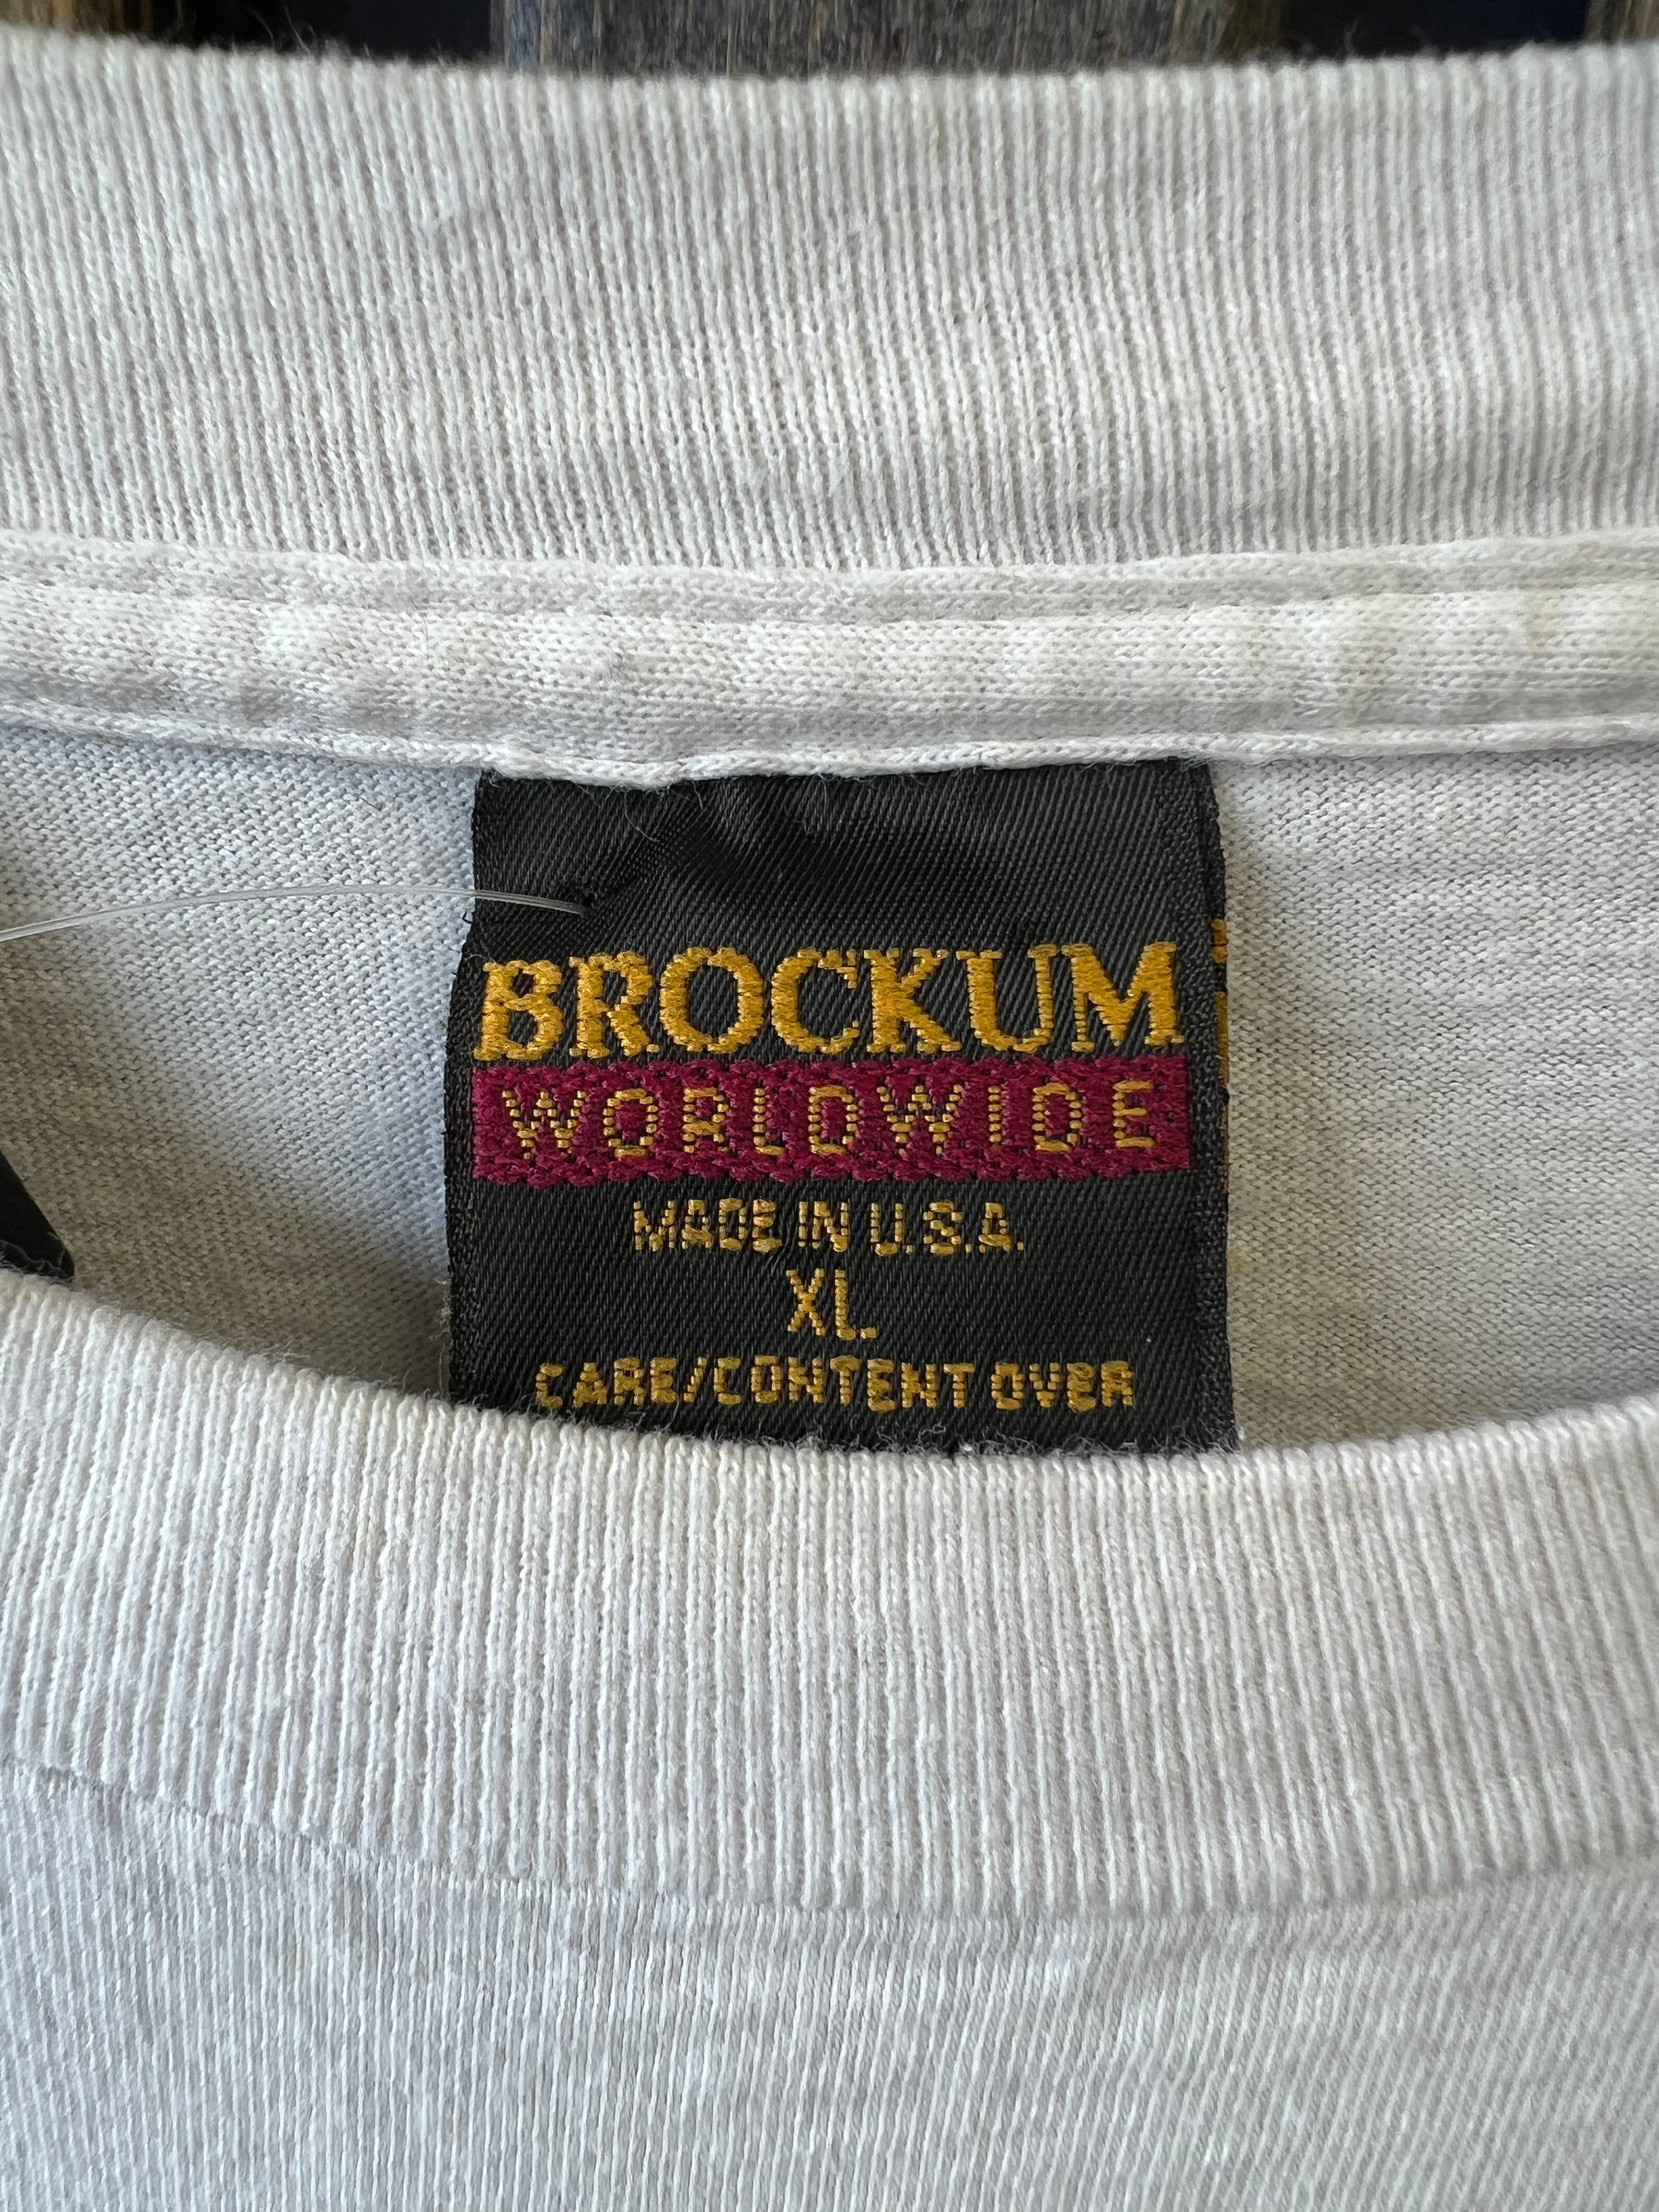 BROCKUM
WORLDWIDE
MADE IN U.S.A.
XL
CARE/CONTENT OVER